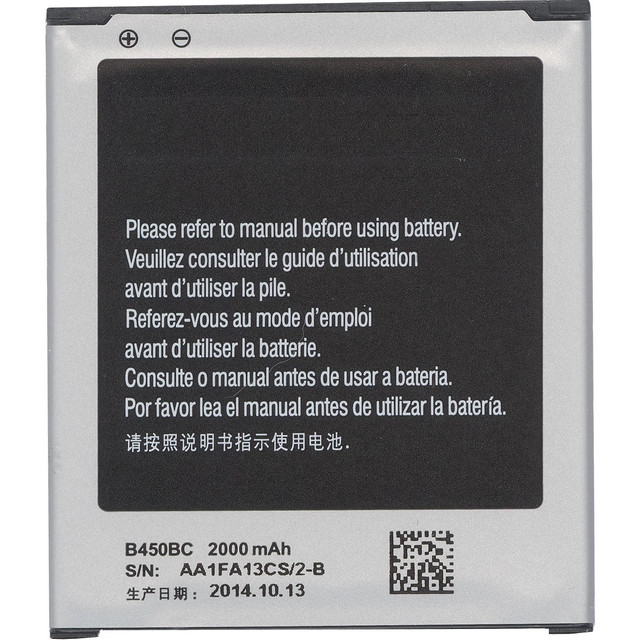 ⊕ ⊖
Please refer to manual before using battery.
Veuillez consulter le guide d'utilisation
avant d'utiliser la pile.
Referez-vous au mode d'emploi
avant d'utiliser la batterie.
Consulte o manual antes de usar a bateria.
Por favor lea el manual antes de utilizar la batería.
请按照说明书指示使用电池.
B450BC 2000 mAh
S/N: AA1FA13CS/2-B
生产日期: 2014.10.13